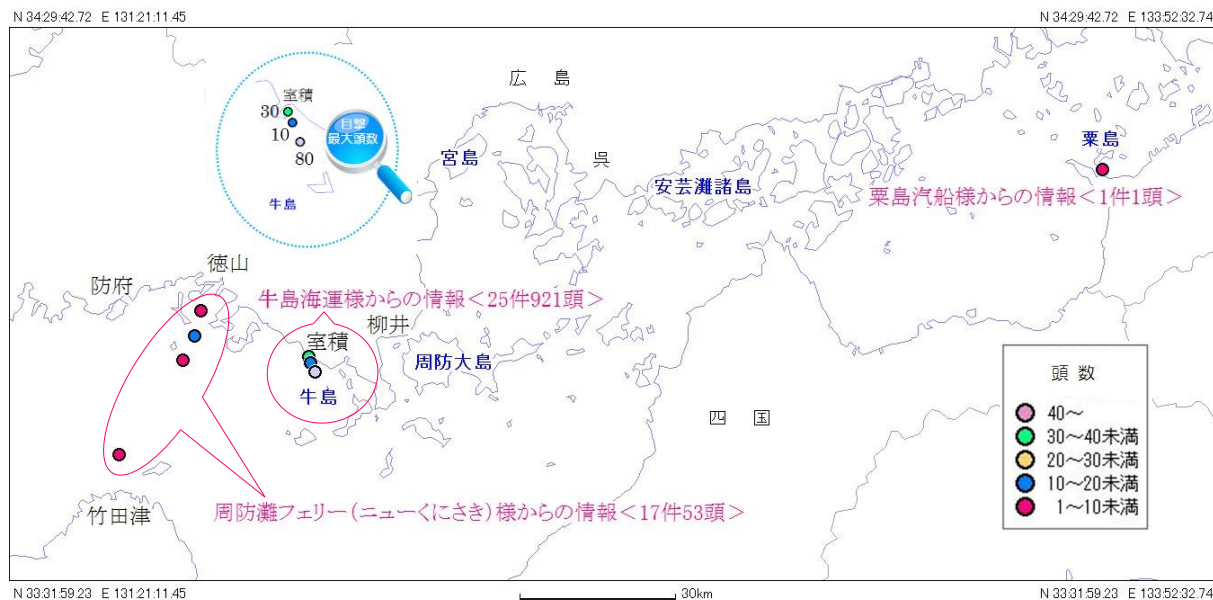 N 34:29:42.72 E 131:21:11.45
N 34:29:42.72 E 133:52:32.74
広 島
室積
30
10
80
目撃
最大頭数
牛島
宮島
呉
安芸灘諸島
粟島
粟島汽船様からの情報＜1件1頭＞
徳山
防府
牛島海運様からの情報＜25件921頭＞
柳井
室積
周防大島
牛島
四 国
竹田津
周防灘フェリー(ニューくにさき)様からの情報＜17件53頭＞
頭 数
40～
30～40未満
20～30未満
10～20未満
1～10未満
N 33:31:59.23 E 131:21:11.45
30km
N 33:31:59.23 E 133:52:32.74